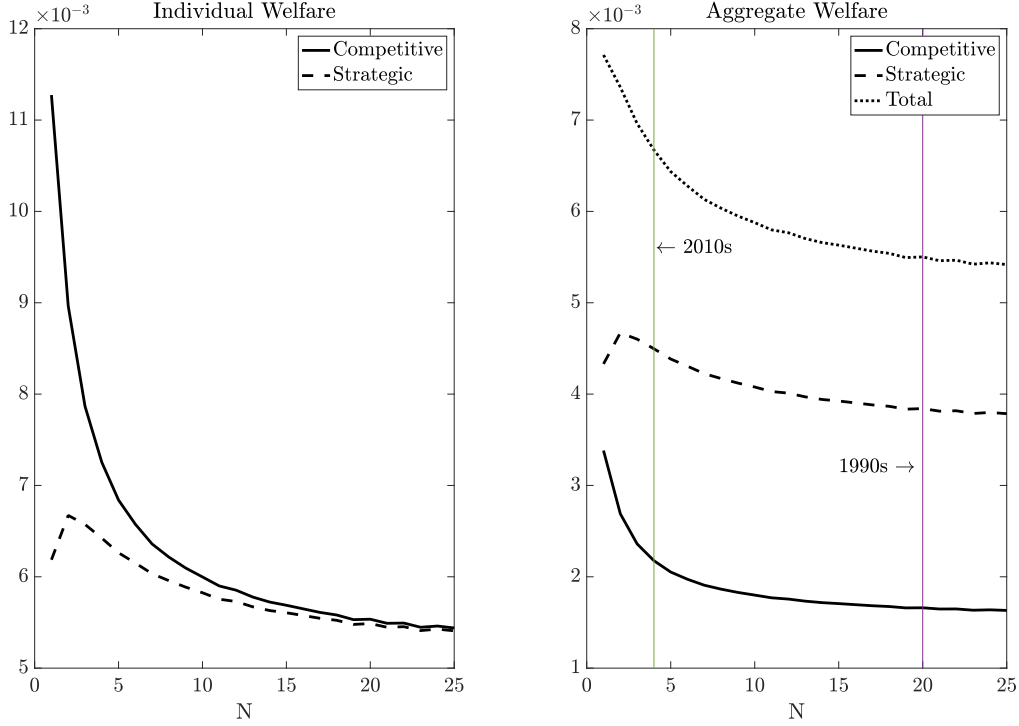 Individual Welfare
×10⁻³
12
11
10
9
8
7
6
5
0 5 10 15 20 25
N
Competitive
Strategic
Aggregate Welfare
×10⁻³
8
7
6
5
4
3
2
1
0 5 10 15 20 25
N
Competitive
Strategic
Total
← 2010s
1990s →